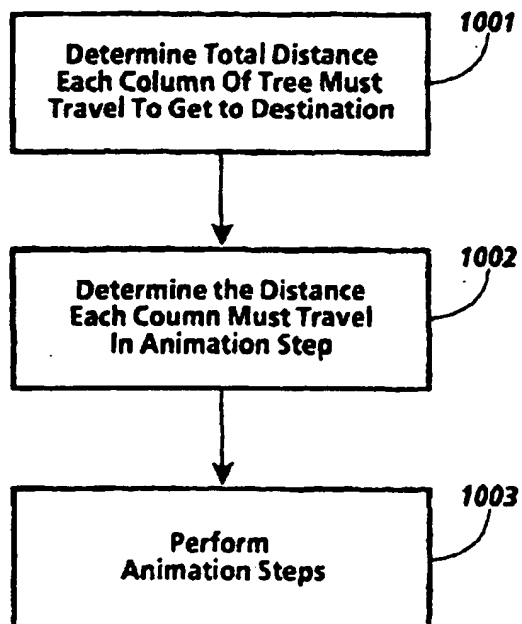 1001
Determine Total Distance
Each Column Of Tree Must
Travel To Get to Destination
1002
Determine the Distance
Each Coumn Must Travel
In Animation Step
1003
Perform
Animation Steps